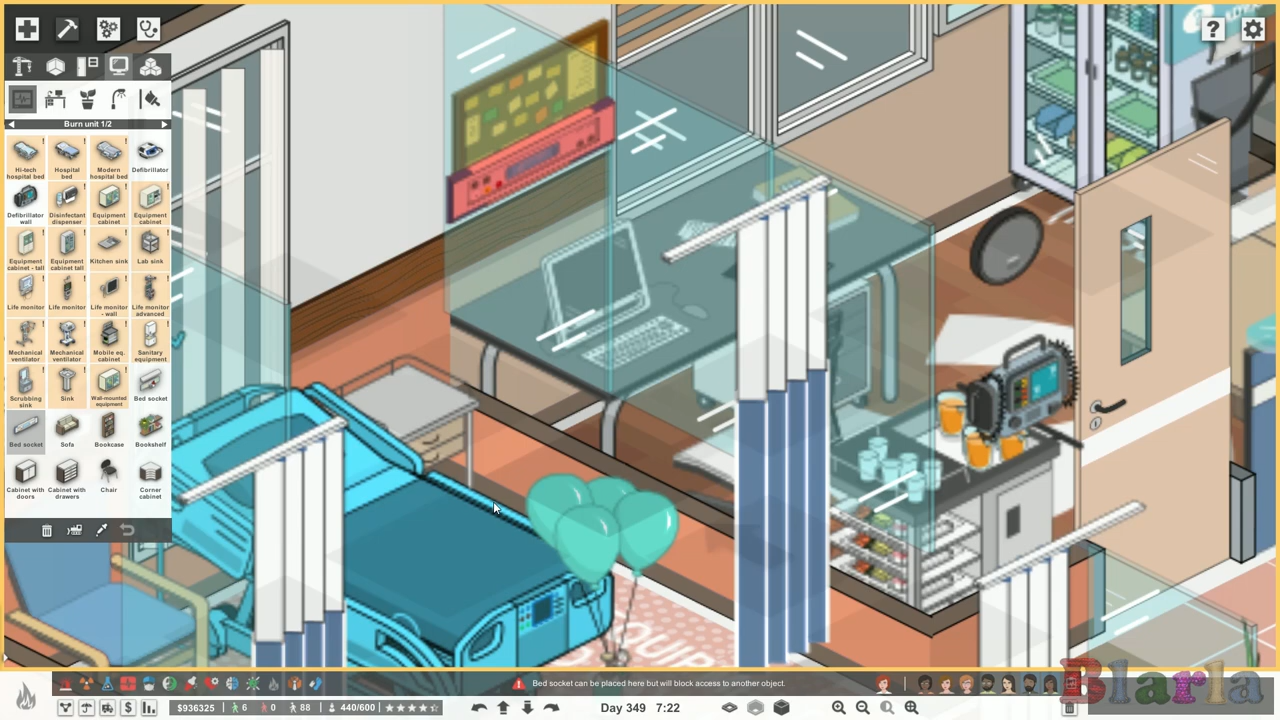 ?
Burn unit 1/2
Hi-tech hospital bed
Hospital bed
Modern hospital bed
Defibrillator
Defibrillator wall
Disinfectant dispenser
Equipment cabinet
Equipment cabinet
Equipment cabinet - tall
Equipment cabinet tall
Kitchen sink
Lab sink
Life monitor
Life monitor
Life monitor - wall
Life monitor advanced
Mechanical ventilator
Mechanical ventilator
Mobile eq. cabinet
Sanitary equipment
Scrubbing sink
Sink
Wall-mounted equipment
Bed socket
Bed socket
Sofa
Bookcase
Bookshelf
Cabinet with doors
Cabinet with drawers
Chair
Corner cabinet
Bed socket can be placed here but will block access to another object.
$936325
6
0
88
440/600
Day 349 7:22
Blarla